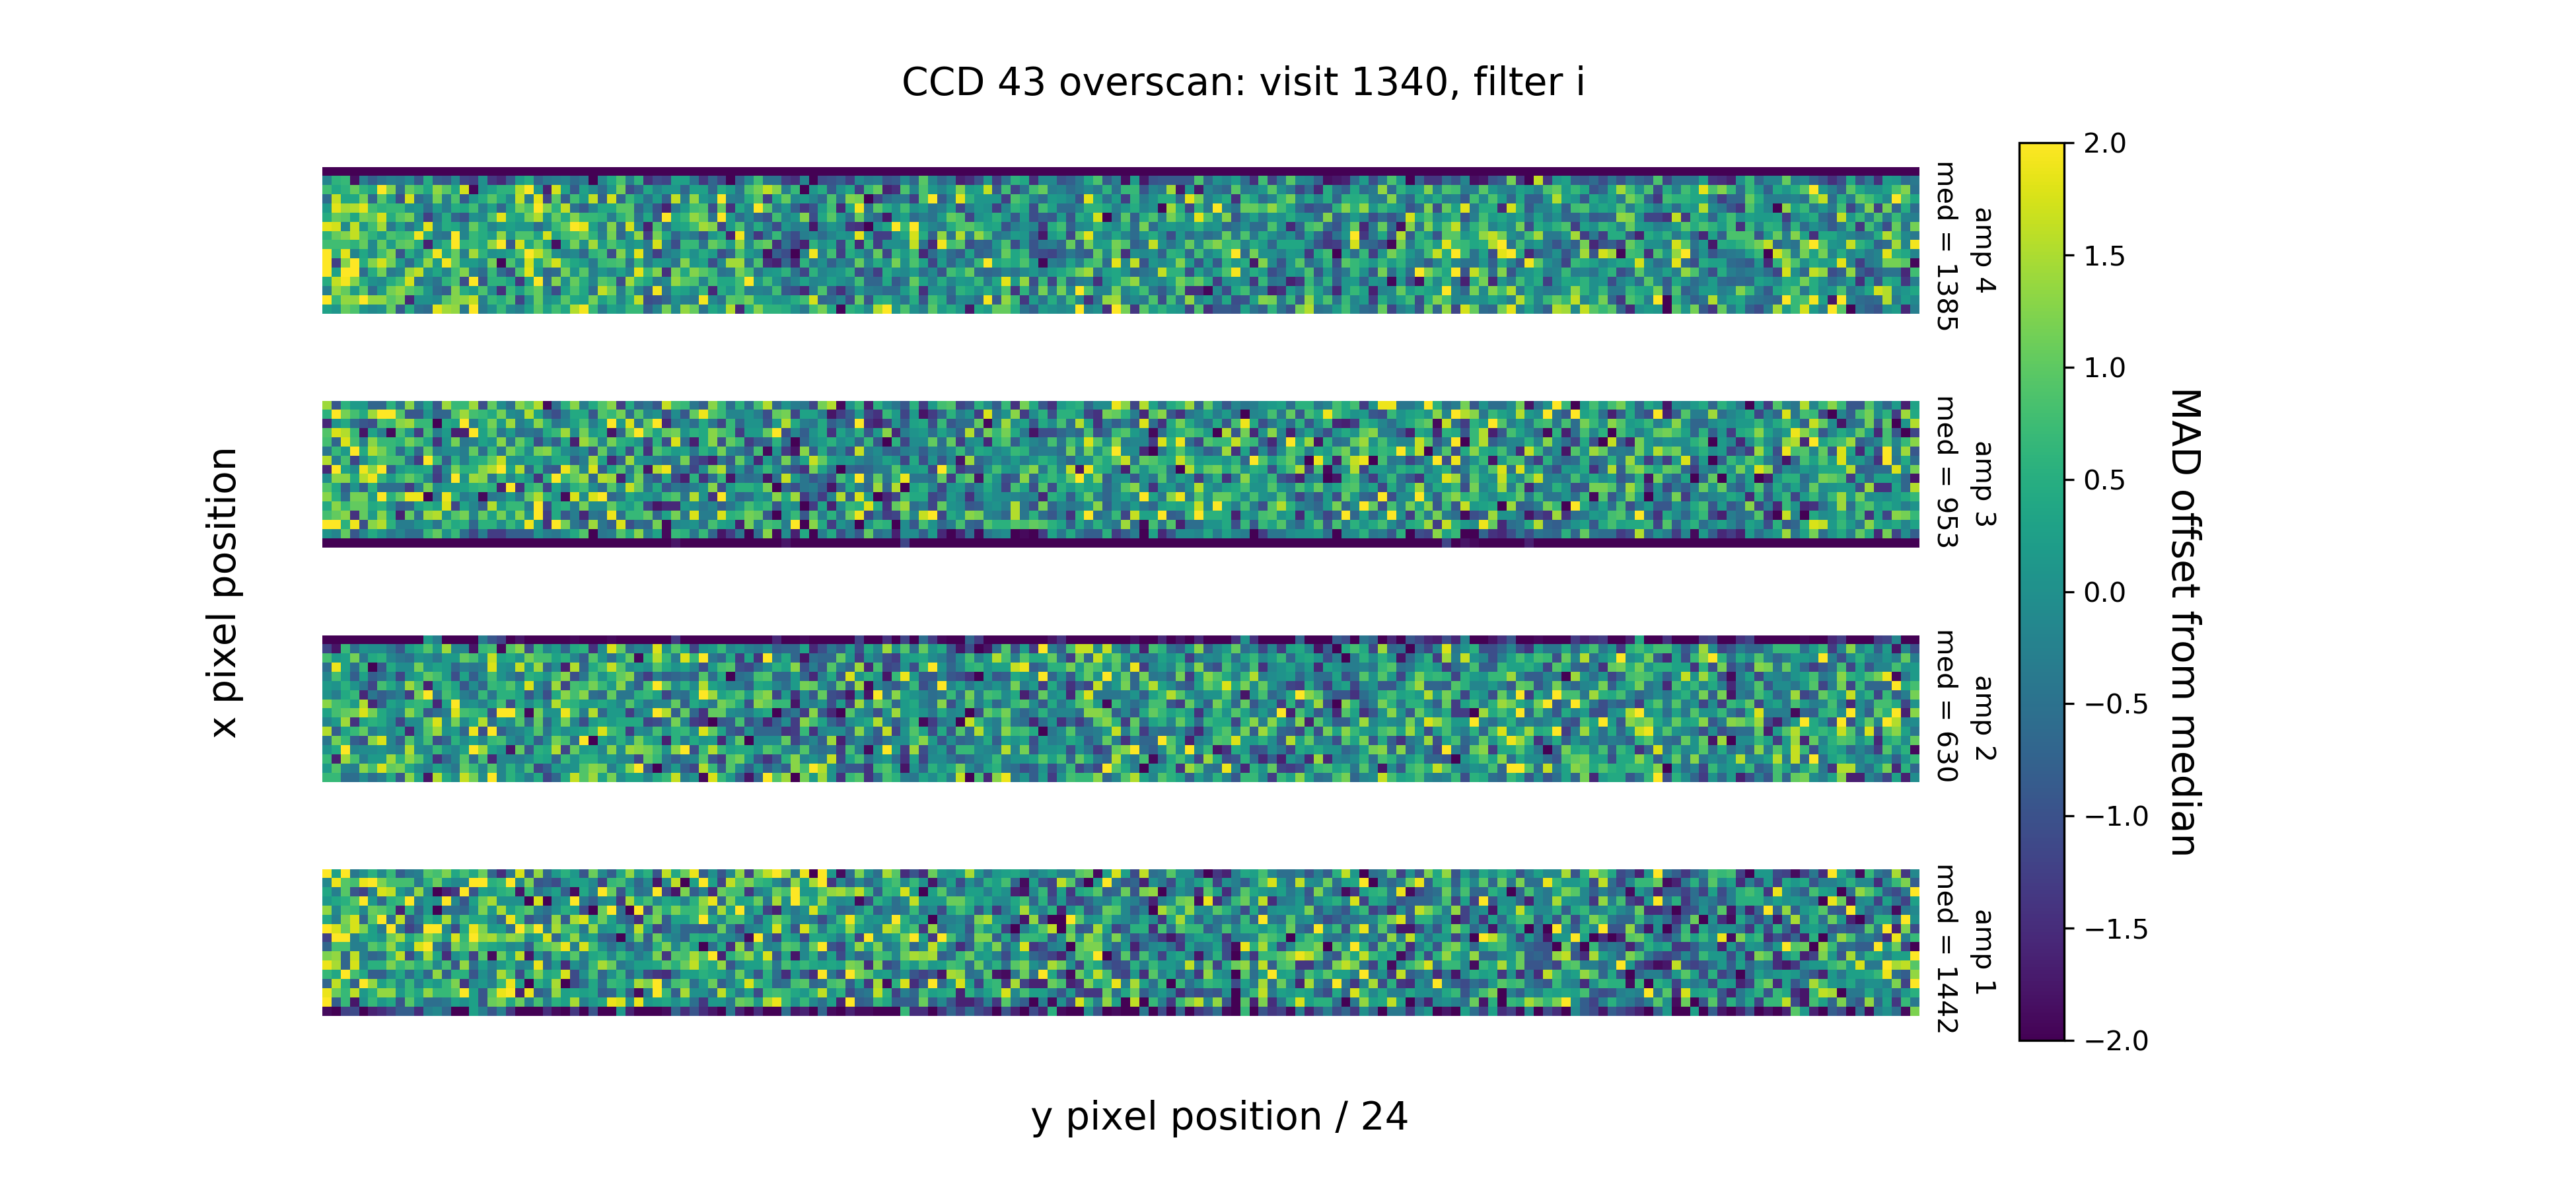 CCD 43 overscan: visit 1340, filter i
x pixel position
amp 4
med = 1385
amp 3
med = 953
amp 2
med = 630
amp 1
med = 1442
y pixel position / 24
2.0
1.5
1.0
0.5
0.0
−0.5
−1.0
−1.5
−2.0
MAD offset from median